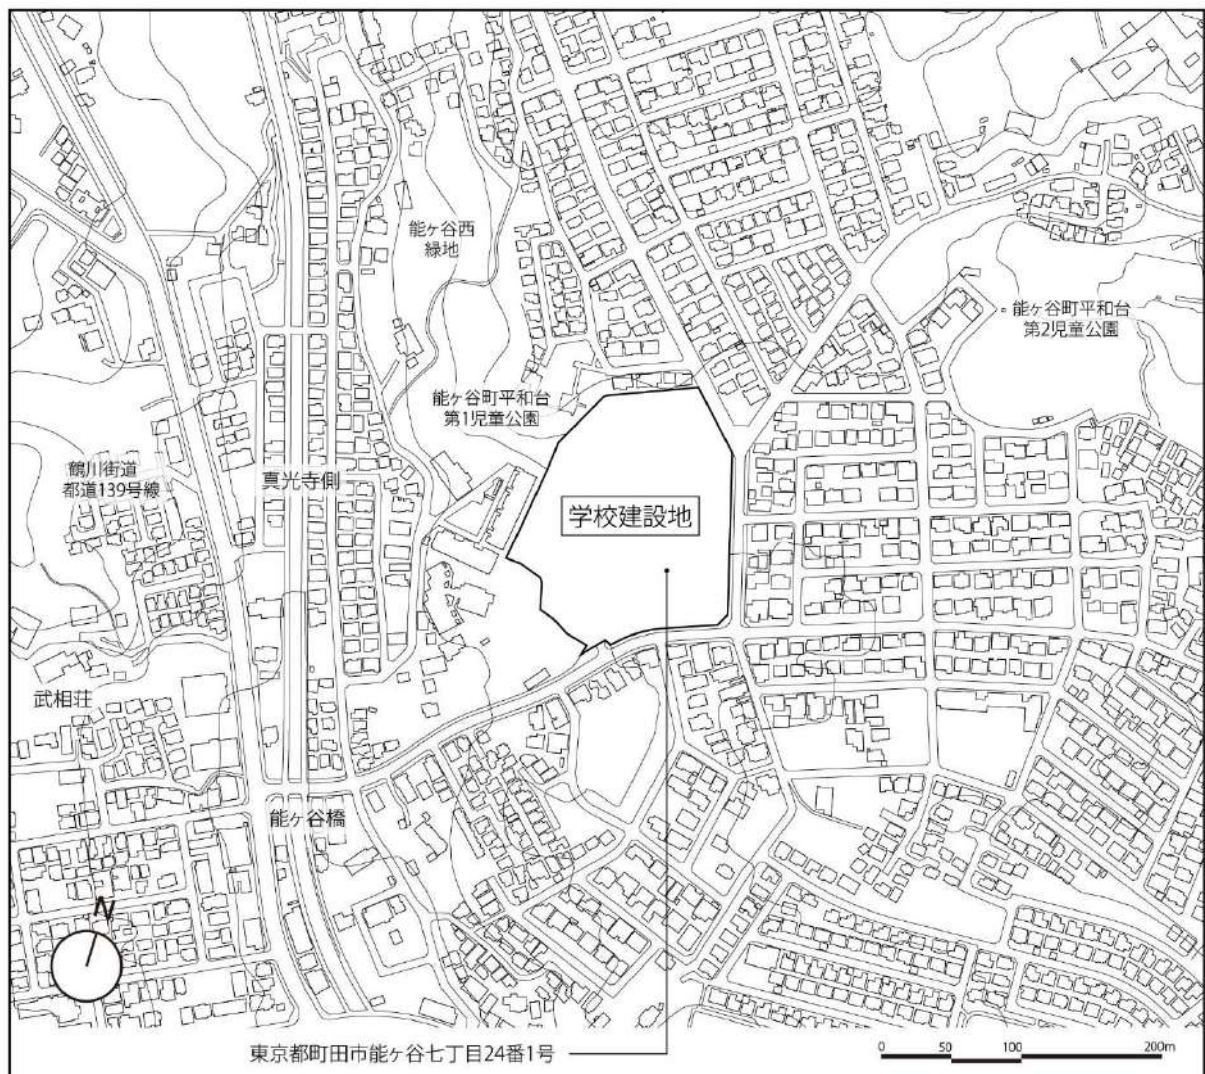 能ヶ谷西
緑地
能ヶ谷町平和台
第2児童公園
能ヶ谷町平和台
第1児童公園
鶴川街道
都道139号線
真光寺側
学校建設地
武相荘
能ヶ谷橋
N
東京都町田市能ヶ谷七丁目24番1号
0 50 100 200m